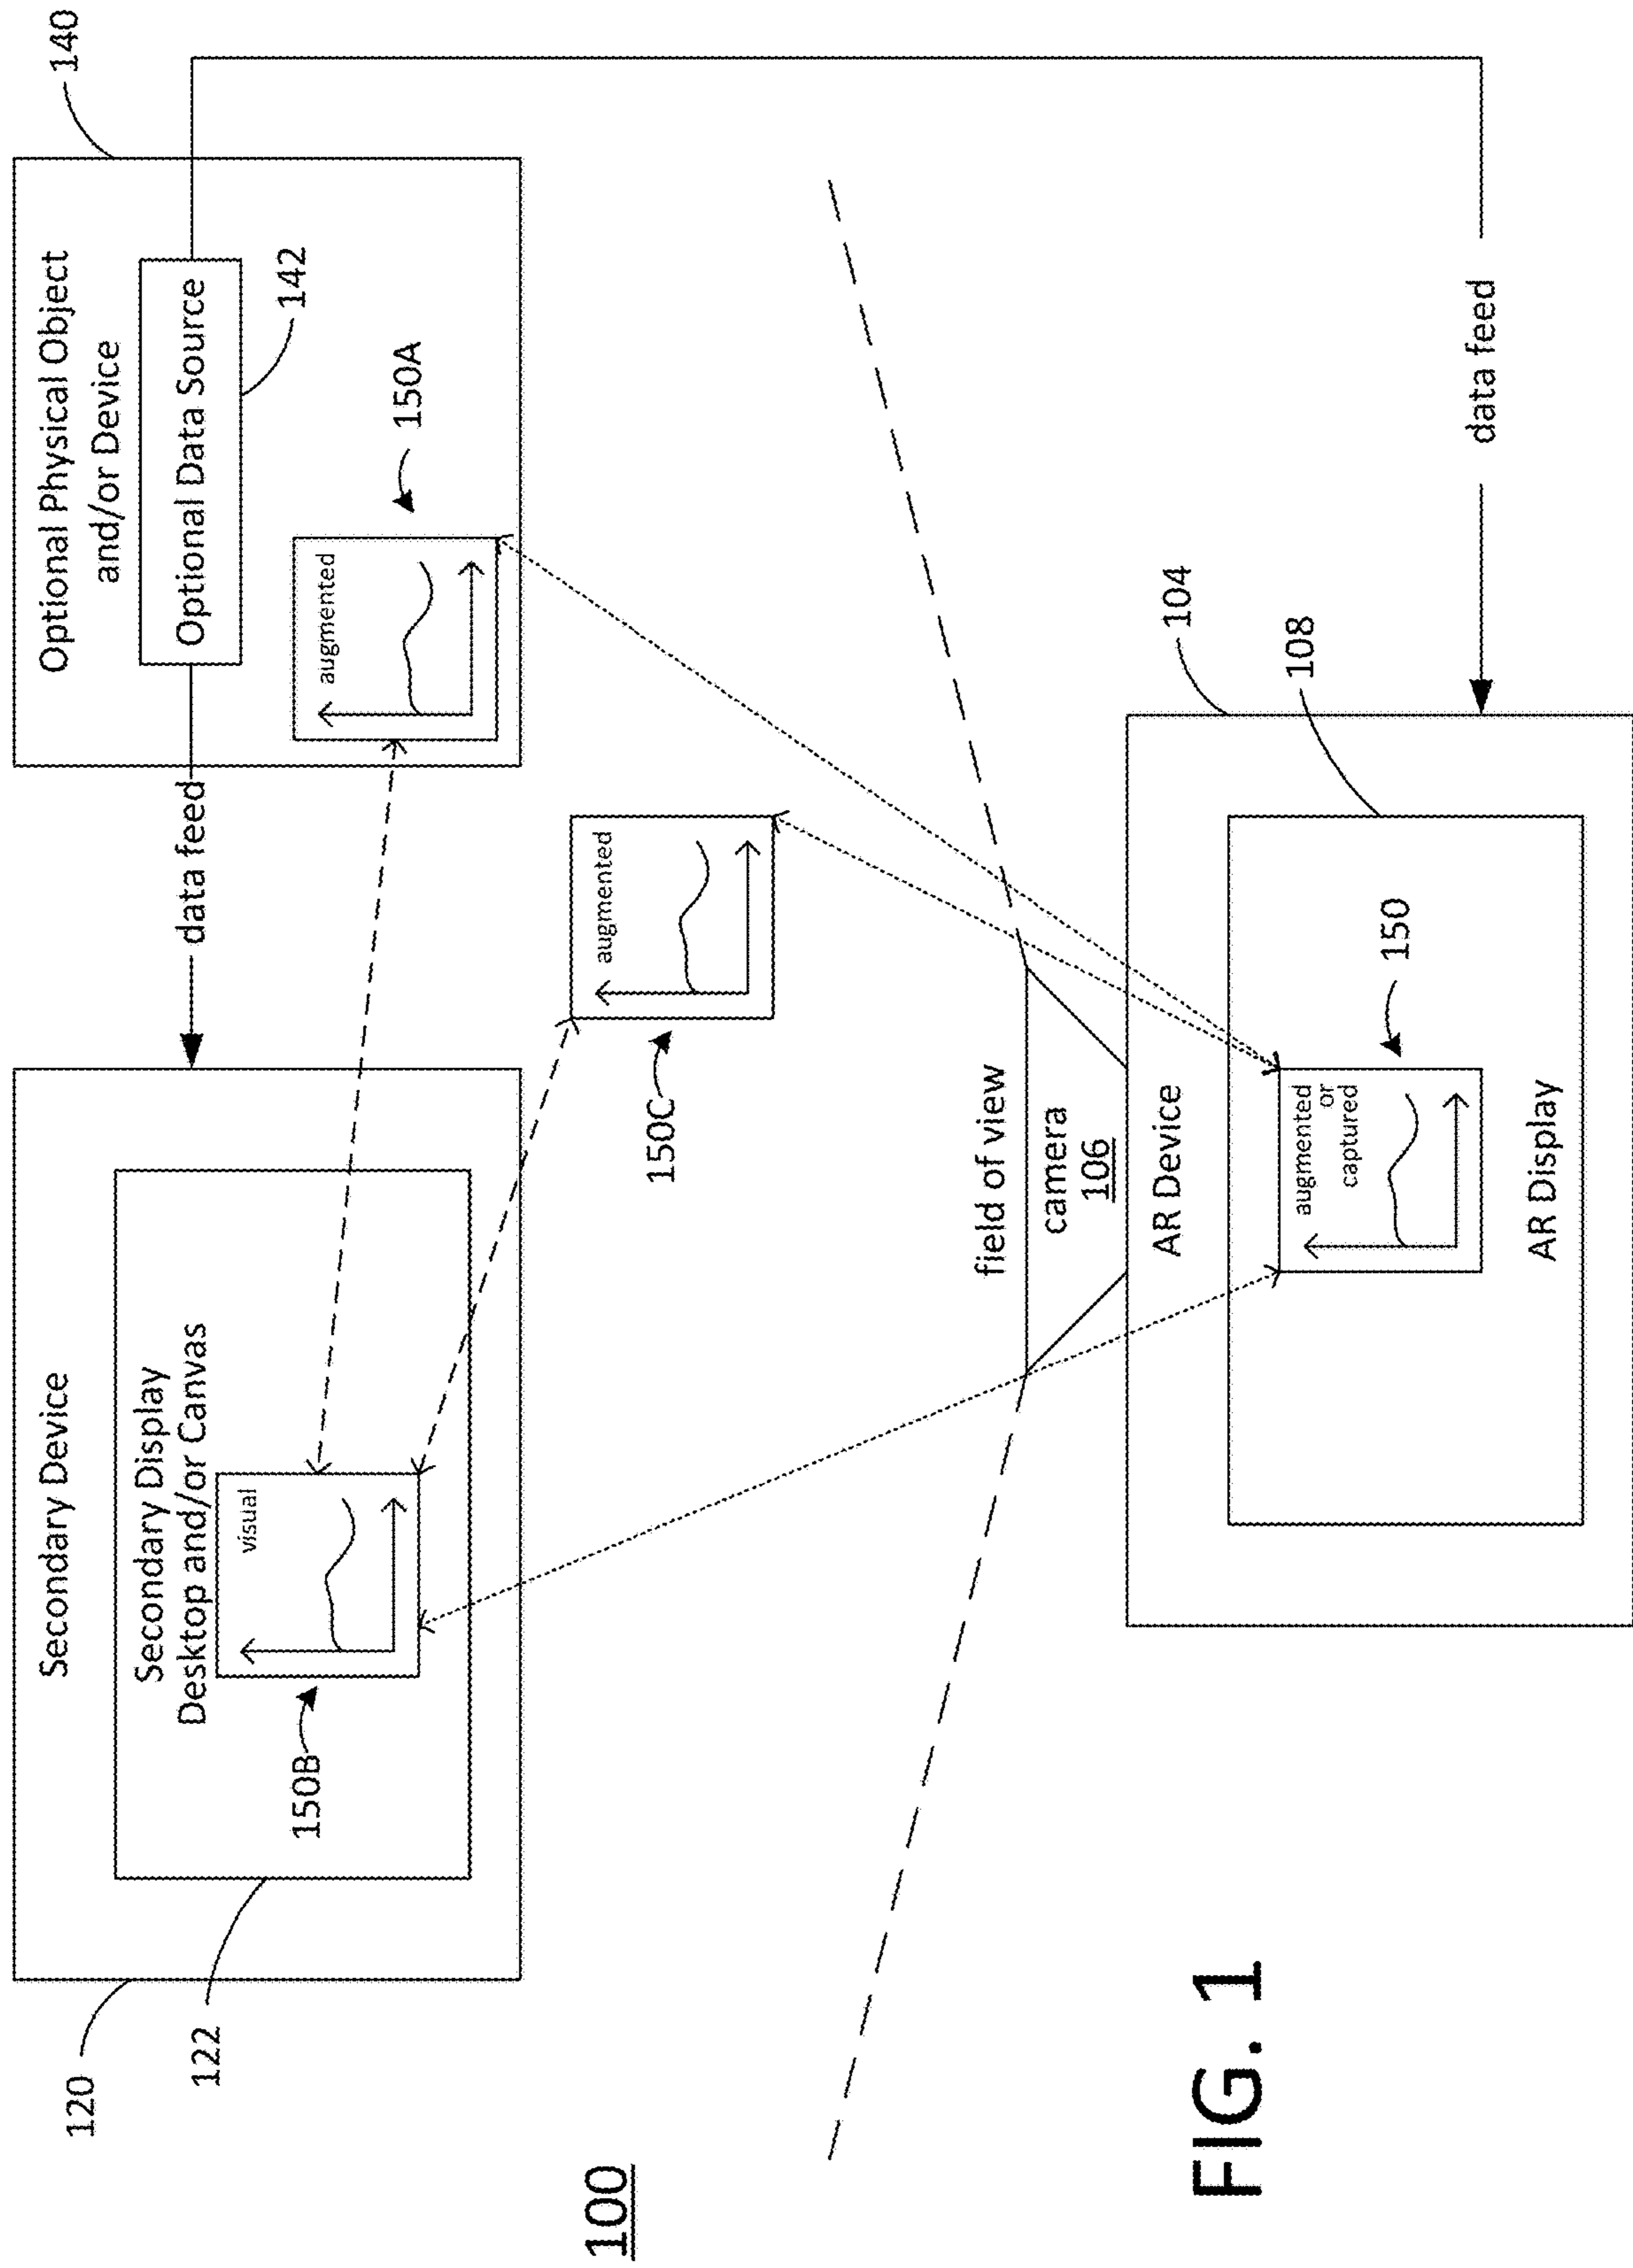 100
120
Secondary Device
122
Secondary Display
Desktop and/or Canvas
visual
150B
data feed
140
Optional Physical Object
and/or Device
Optional Data Source
142
augmented
150A
augmented
150C
field of view
camera
106
AR Device
104
108
augmented
or
captured
150
AR Display
data feed
FIG. 1